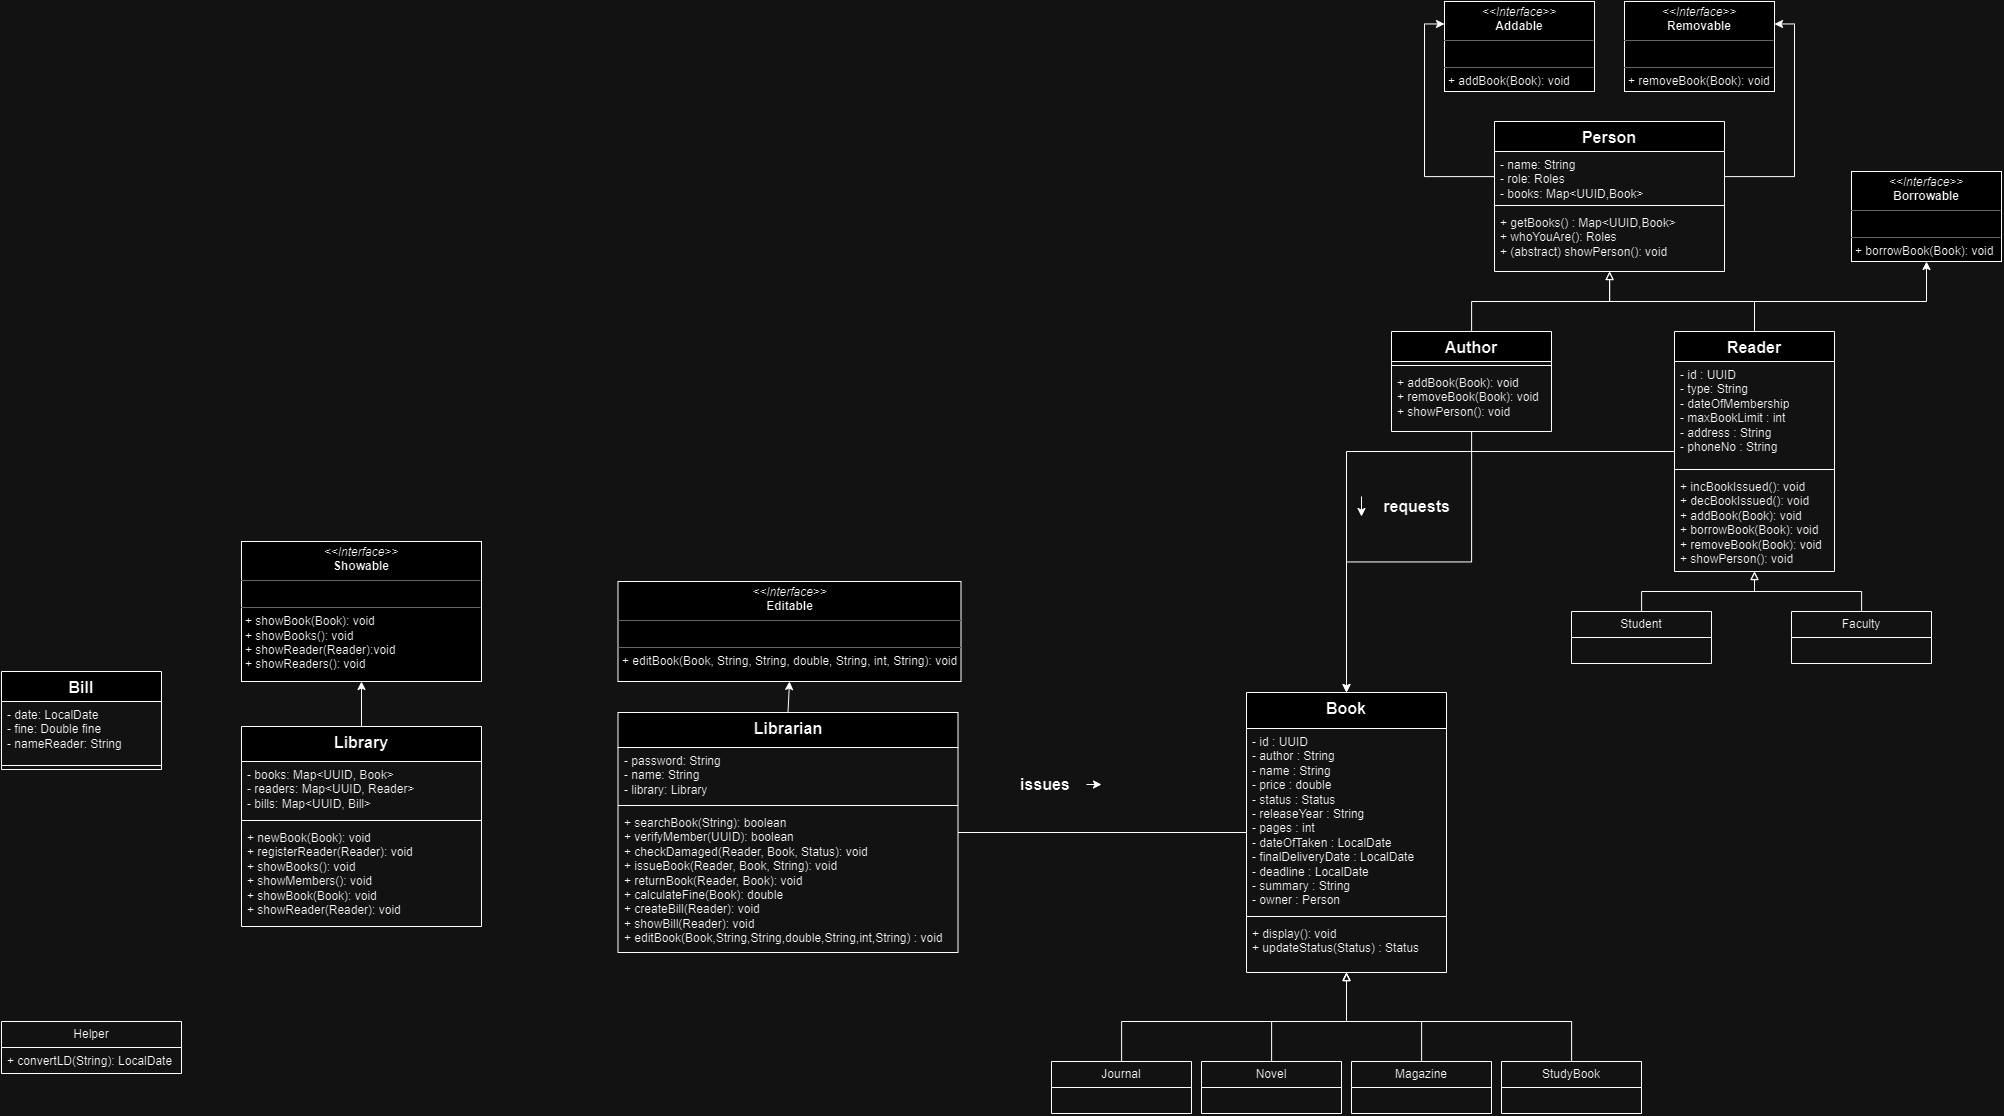 <<Interface>>
Addable
+ addBook(Book): void
<<Interface>>
Removable
+ removeBook(Book): void
Person
- name: String
- role: Roles
- books: Map<UUID,Book>
+ getBooks() : Map<UUID,Book>
+ whoYouAre(): Roles
+ (abstract) showPerson(): void
<<Interface>>
Borrowable
+ borrowBook(Book): void
Author
+ addBook(Book): void
+ removeBook(Book): void
+ showPerson(): void
Reader
- id : UUID
- type: String
- dateOfMembership
- maxBookLimit : int
- address : String
- phoneNo : String
+ incBookIssued(): void
+ decBookIssued(): void
+ addBook(Book): void
+ borrowBook(Book): void
+ removeBook(Book): void
+ showPerson(): void
requests
Student
Faculty
<<Interface>>
Showable
+ showBook(Book): void
+ showBooks(): void
+ showReader(Reader):void
+ showReaders(): void
<<Interface>>
Editable
+ editBook(Book, String, String, double, String, int, String): void
Bill
- date: LocalDate
- fine: Double fine
- nameReader: String
Library
- books: Map<UUID, Book>
- readers: Map<UUID, Reader>
- bills: Map<UUID, Bill>
+ newBook(Book): void
+ registerReader(Reader): void
+ showBooks(): void
+ showMembers(): void
+ showBook(Book): void
+ showReader(Reader): void
Librarian
- password: String
- name: String
- library: Library
+ searchBook(String): boolean
+ verifyMember(UUID): boolean
+ checkDamaged(Reader, Book, Status): void
+ issueBook(Reader, Book, String): void
+ returnBook(Reader, Book): void
+ calculateFine(Book): double
+ createBill(Reader): void
+ showBill(Reader): void
+ editBook(Book,String,String,double,String,int,String) : void
issues
Book
- id : UUID
- author : String
- name : String
- price : double
- status : Status
- releaseYear : String
- pages : int
- dateOfTaken : LocalDate
- finalDeliveryDate : LocalDate
- deadline : LocalDate
- summary : String
- owner : Person
+ display(): void
+ updateStatus(Status) : Status
Helper
+ convertLD(String): LocalDate
Journal
Novel
Magazine
StudyBook